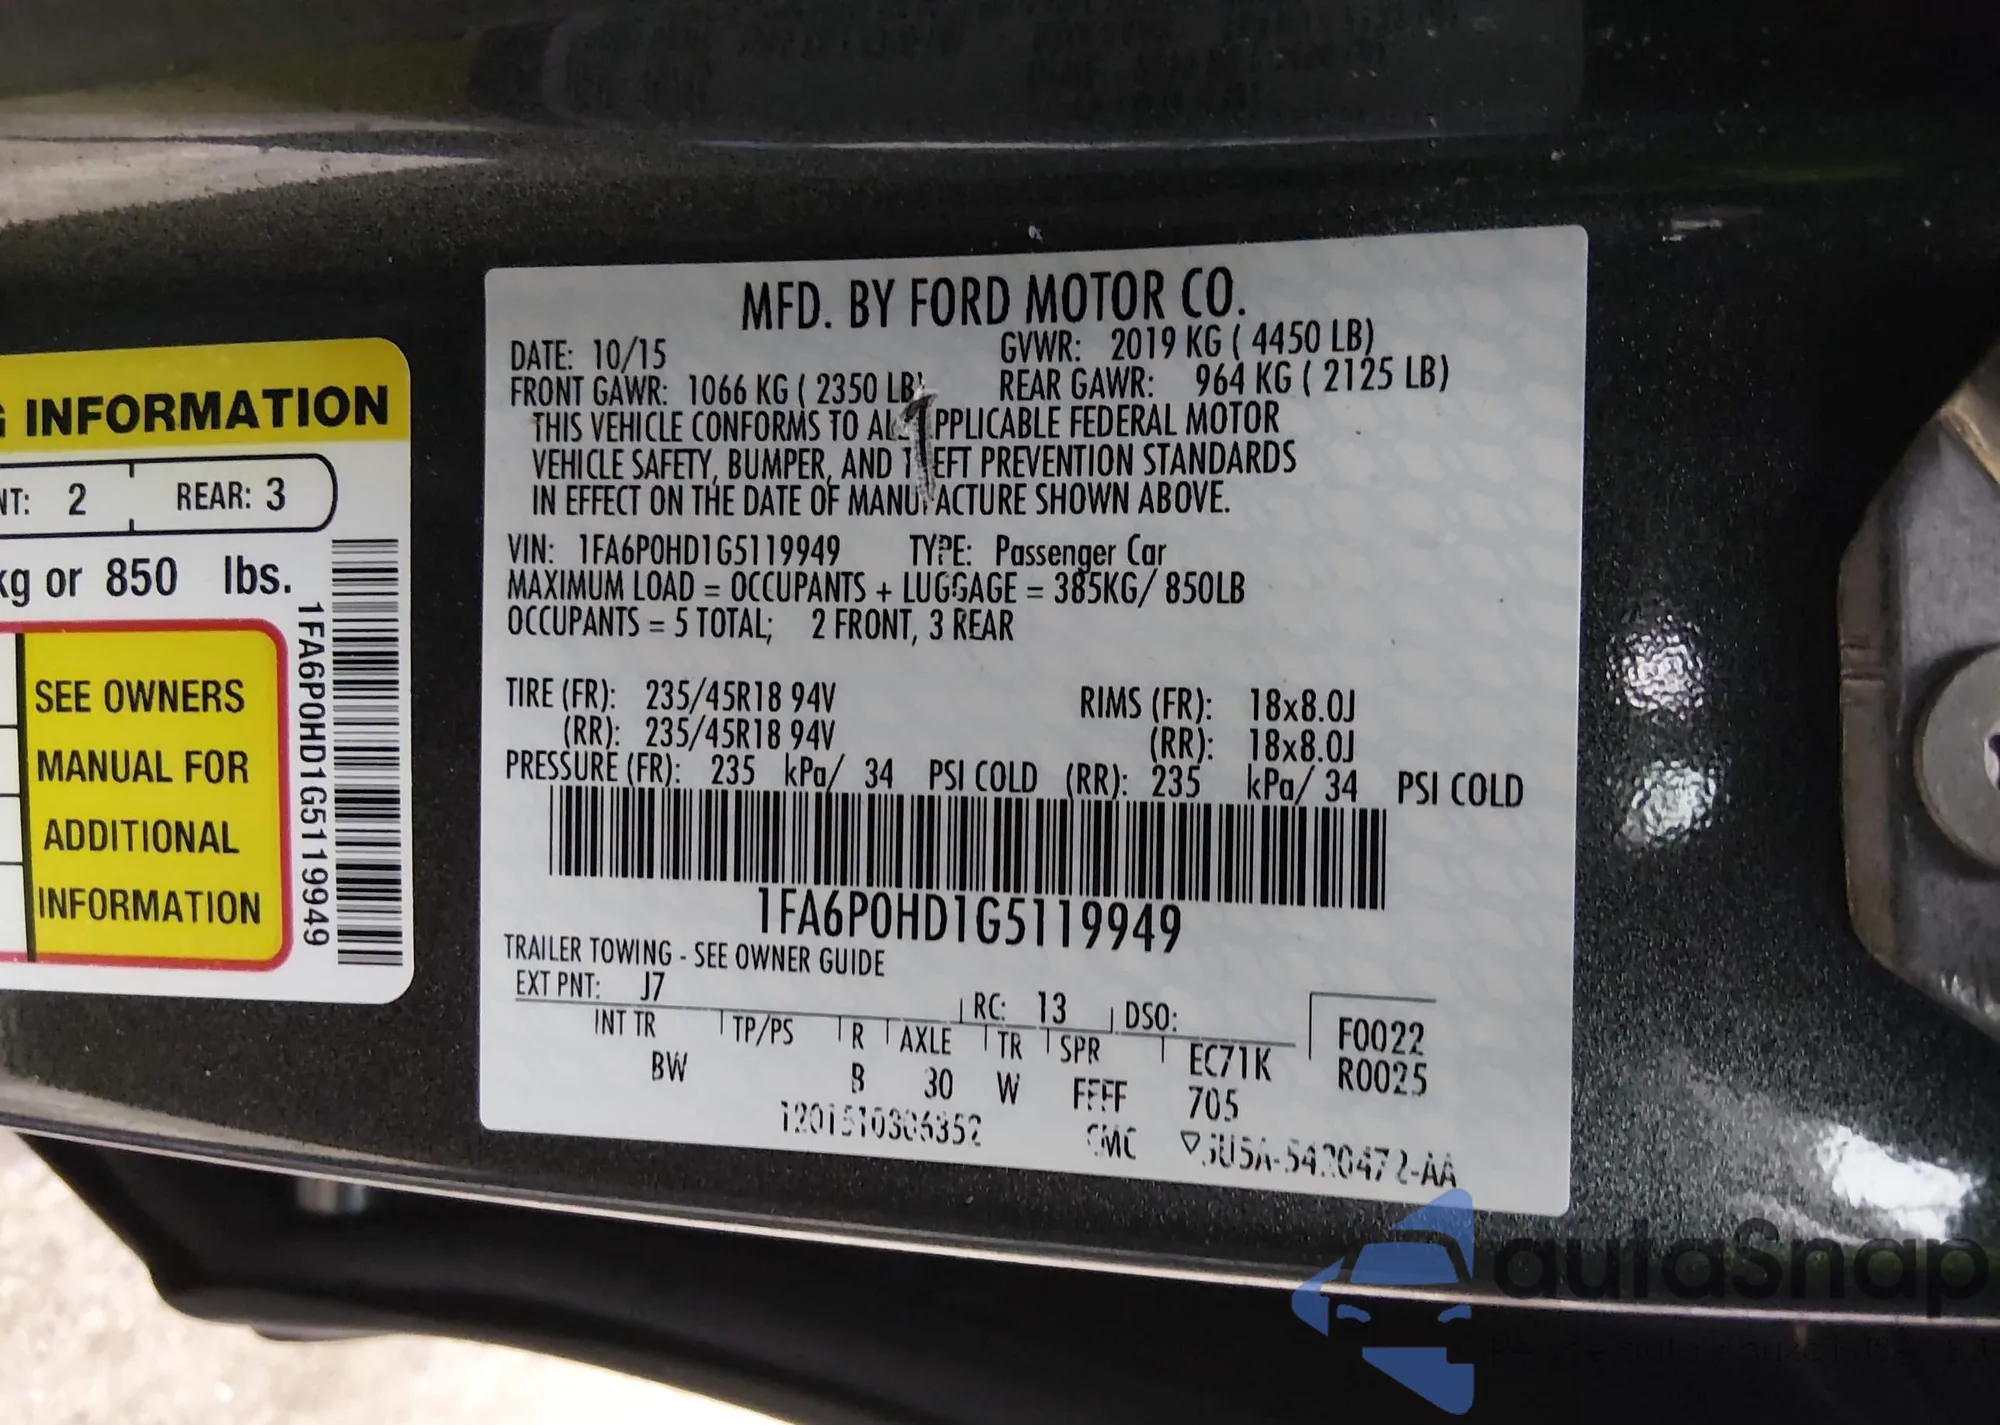 G INFORMATION
NT: 2 REAR: 3
kg or 850 lbs.
SEE OWNERS
MANUAL FOR
ADDITIONAL
INFORMATION
1FA6P0HD1G5119949
MFD. BY FORD MOTOR CO.
DATE: 10/15 GVWR: 2019 KG ( 4450 LB)
FRONT GAWR: 1066 KG ( 2350 LB) REAR GAWR: 964 KG ( 2125 LB)
THIS VEHICLE CONFORMS TO ALL APPLICABLE FEDERAL MOTOR
VEHICLE SAFETY, BUMPER, AND THEFT PREVENTION STANDARDS
IN EFFECT ON THE DATE OF MANUFACTURE SHOWN ABOVE.
VIN: 1FA6P0HD1G5119949 TYPE: Passenger Car
MAXIMUM LOAD = OCCUPANTS + LUGGAGE = 385KG/ 850LB
OCCUPANTS = 5 TOTAL; 2 FRONT, 3 REAR
TIRE (FR): 235/45R18 94V RIMS (FR): 18x8.0J
(RR): 235/45R18 94V (RR): 18x8.0J
PRESSURE (FR): 235 kPa/ 34 PSI COLD (RR): 235 kPa/ 34 PSI COLD
1FA6P0HD1G5119949
TRAILER TOWING - SEE OWNER GUIDE
EXT PNT: J7 RC: 13 DSO: F0022
INT TR TP/PS R AXLE TR SPR EC71K R0025
BW B 30 W FFFF 705
autaSnap